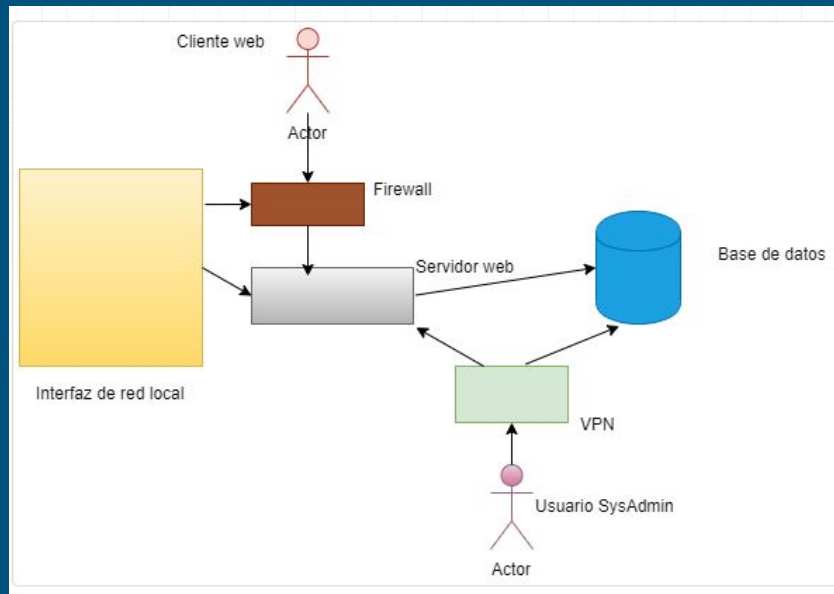 Cliente web
Actor
Firewall
Servidor web
Base de datos
Interfaz de red local
VPN
Usuario SysAdmin
Actor